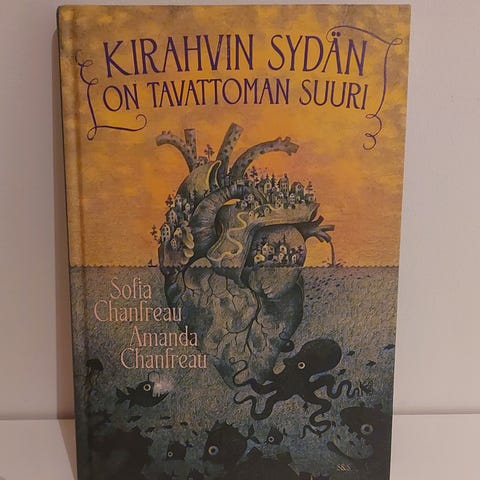 KIRAHVIN SYDÄN
ON TAVATTOMAN SUURI
Sofia
Chanfreau
Amanda
Chanfreau
S&S